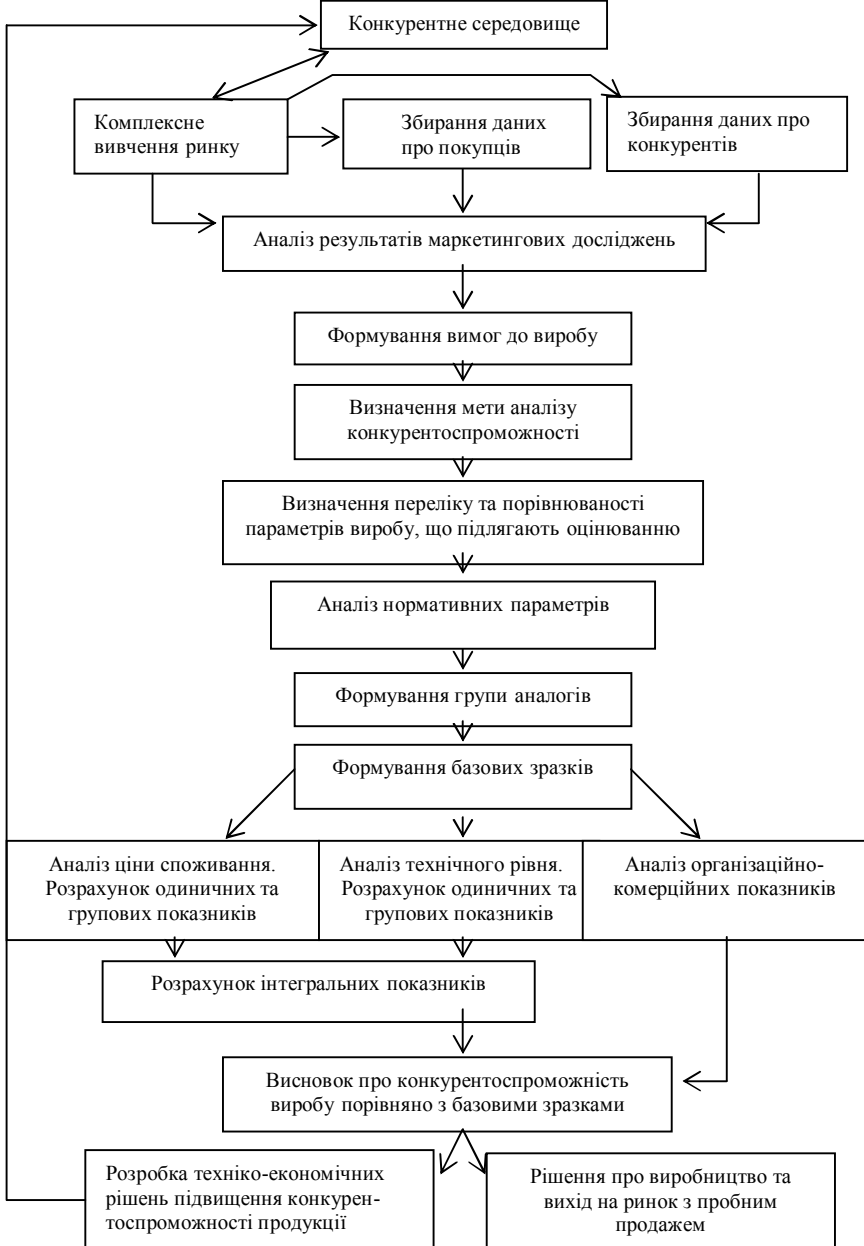 Конкурентне середовище
Комплексне
вивчення ринку
Збирання даних
про покупців
Збирання даних про
конкурентів
Аналіз результатів маркетингових досліджень
Формування вимог до виробу
Визначення мети аналізу
конкурентоспроможності
Визначення переліку та порівнюваності
параметрів виробу, що підлягають оцінюванню
Аналіз нормативних параметрів
Формування групи аналогів
Формування базових зразків
Аналіз ціни споживання.
Розрахунок одиничних та
групових показників
Аналіз технічного рівня.
Розрахунок одиничних та
групових показників
Аналіз організаційно-
комерційних показників
Розрахунок інтегральних показників
Висновок про конкурентоспроможність
виробу порівняно з базовими зразками
Розробка техніко-економічних
рішень підвищення конкурен-
тоспроможності продукції
Рішення про виробництво та
вихід на ринок з пробним
продажем